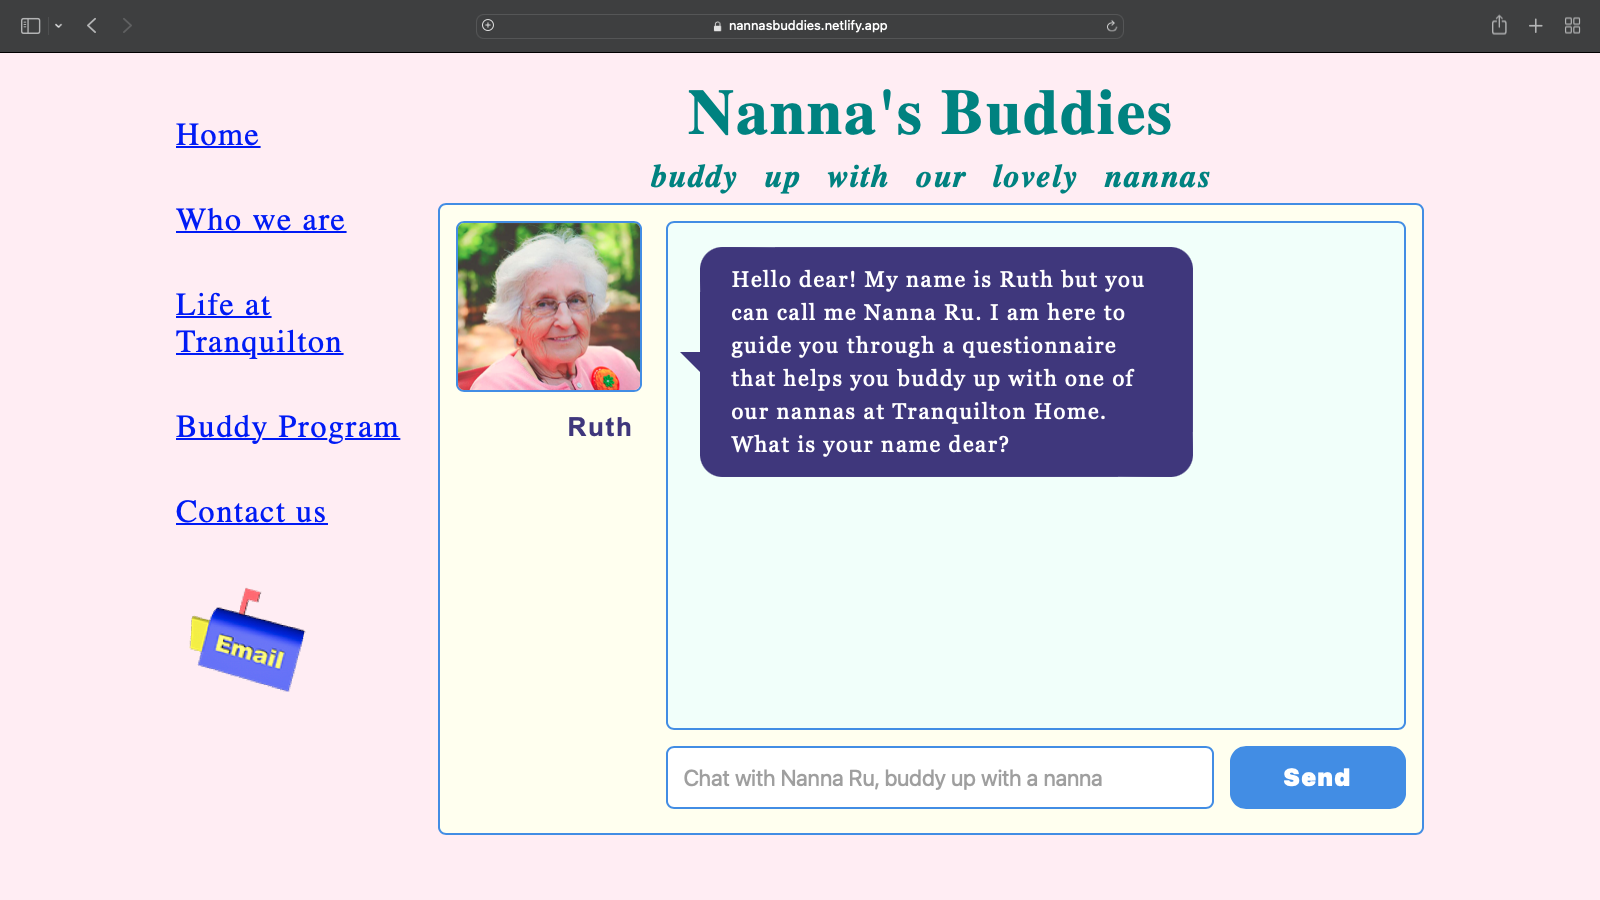 nannasbuddies.netlify.app
Nanna's Buddies
buddy up with our lovely nannas
Home
Who we are
Life at
Tranquilton
Buddy Program
Contact us
Email
Ruth
Hello dear! My name is Ruth but you
can call me Nanna Ru. I am here to
guide you through a questionnaire
that helps you buddy up with one of
our nannas at Tranquilton Home.
What is your name dear?
Chat with Nanna Ru, buddy up with a nanna
Send